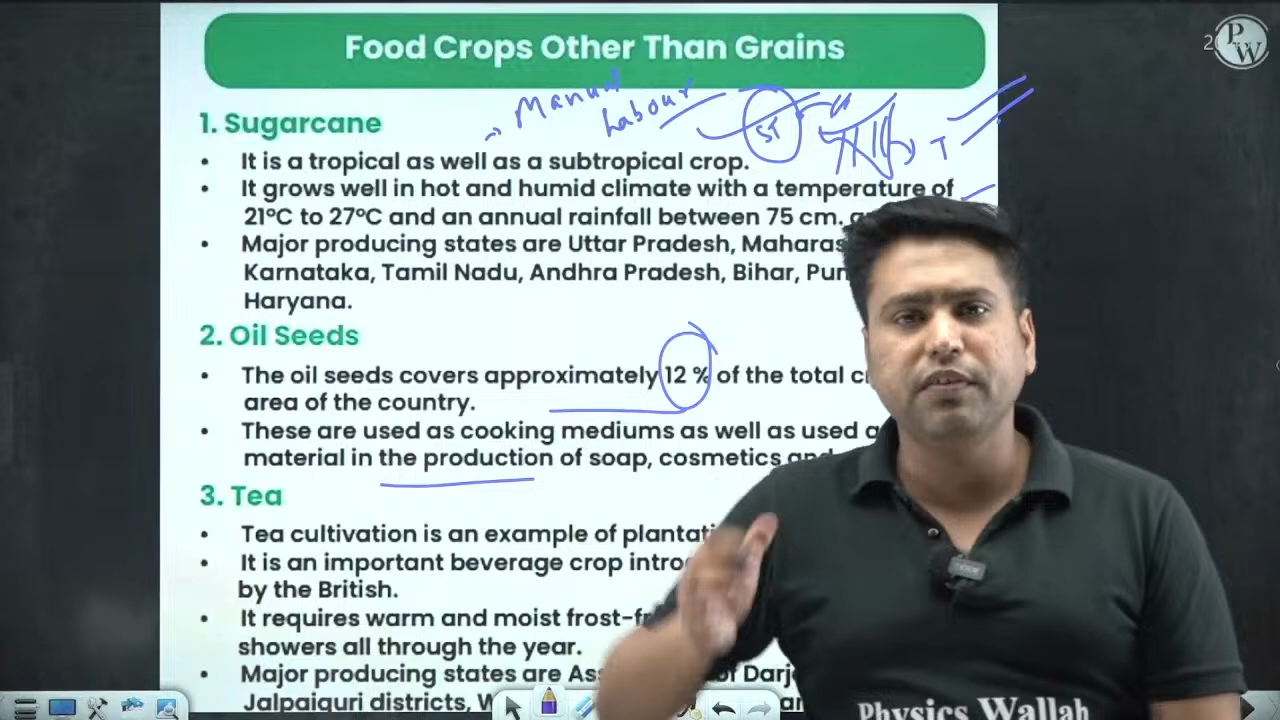 Food Crops Other Than Grains
PW
2
Manual
Labour
ST
T
1. Sugarcane
• It is a tropical as well as a subtropical crop.
• It grows well in hot and humid climate with a temperature of
21°C to 27°C and an annual rainfall between 75 cm.
• Major producing states are Uttar Pradesh,
Karnataka, Tamil Nadu, Andhra Pradesh, Bihar,
Haryana.
2. Oil Seeds
• The oil seeds covers approximately 12 % of the total
area of the country.
• These are used as cooking mediums as well as used
material in the production of soap, cosmetics
3. Tea
• Tea cultivation is an example of
• It is an important beverage crop
by the British.
• It requires warm and moist
showers all through the year.
• Major producing states are
Jalpaiguri districts,
Physics Wallah